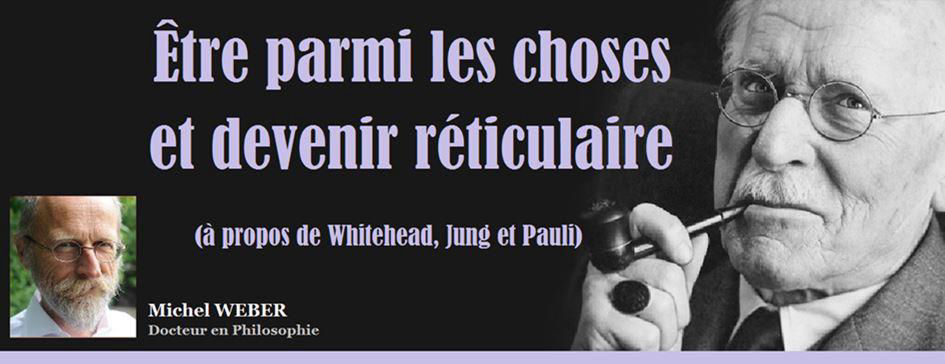 Être parmi les choses
et devenir réticulaire
(à propos de Whitehead, Jung et Pauli)
Michel WEBER
Docteur en Philosophie